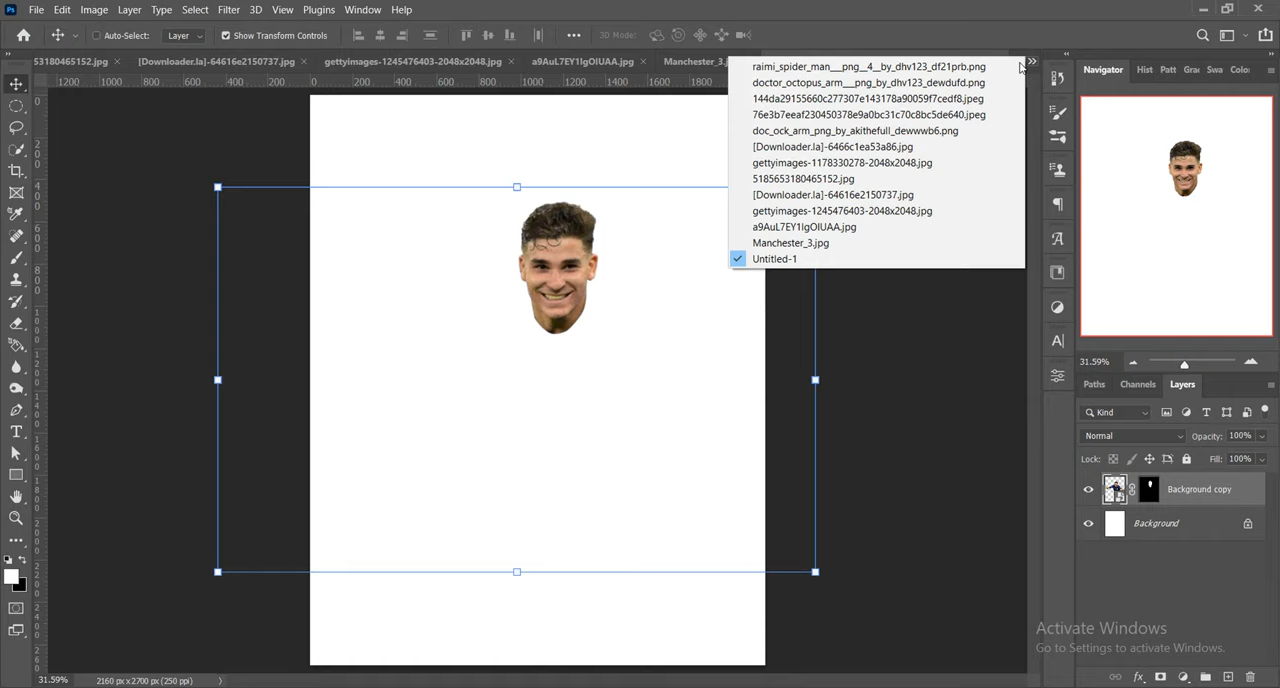 Ps File Edit Image Layer Type Select Filter 3D View Plugins Window Help
Auto-Select: Layer Show Transform Controls 3D Mode:
53180465152.jpg × [Downloader.la]-64616e2150737.jpg × gettyimages-1245476403-2048x2048.jpg × a9AuL7EY1IgOIUAA.jpg × Manchester_3.j
1200 1000 800 600 400 200 0 200 400 600 800 1000 1200 1400 1600 1800
raimi_spider_man___png__4__by_dhv123_df21prb.png
doctor_octopus_arm___png_by_dhv123_dewdufd.png
144da29155660c277307e143178a90059f7cedf8.jpeg
76e3b7eeaf230450378e9a0bc31c70c8bc5de640.jpeg
doc_ock_arm_png_by_akithefull_dewwwb6.png
[Downloader.la]-6466c1ea53a86.jpg
gettyimages-1178330278-2048x2048.jpg
5185653180465152.jpg
[Downloader.la]-64616e2150737.jpg
gettyimages-1245476403-2048x2048.jpg
a9AuL7EY1IgOIUAA.jpg
Manchester_3.jpg
Untitled-1
Navigator Hist Patt Gra Swa Colo
31.59%
Paths Channels Layers
Kind
Normal Opacity: 100%
Lock: Fill: 100%
Background copy
Background
Activate Windows
Go to Settings to activate Windows.
31.59% 2160 px x 2700 px (250 ppi)